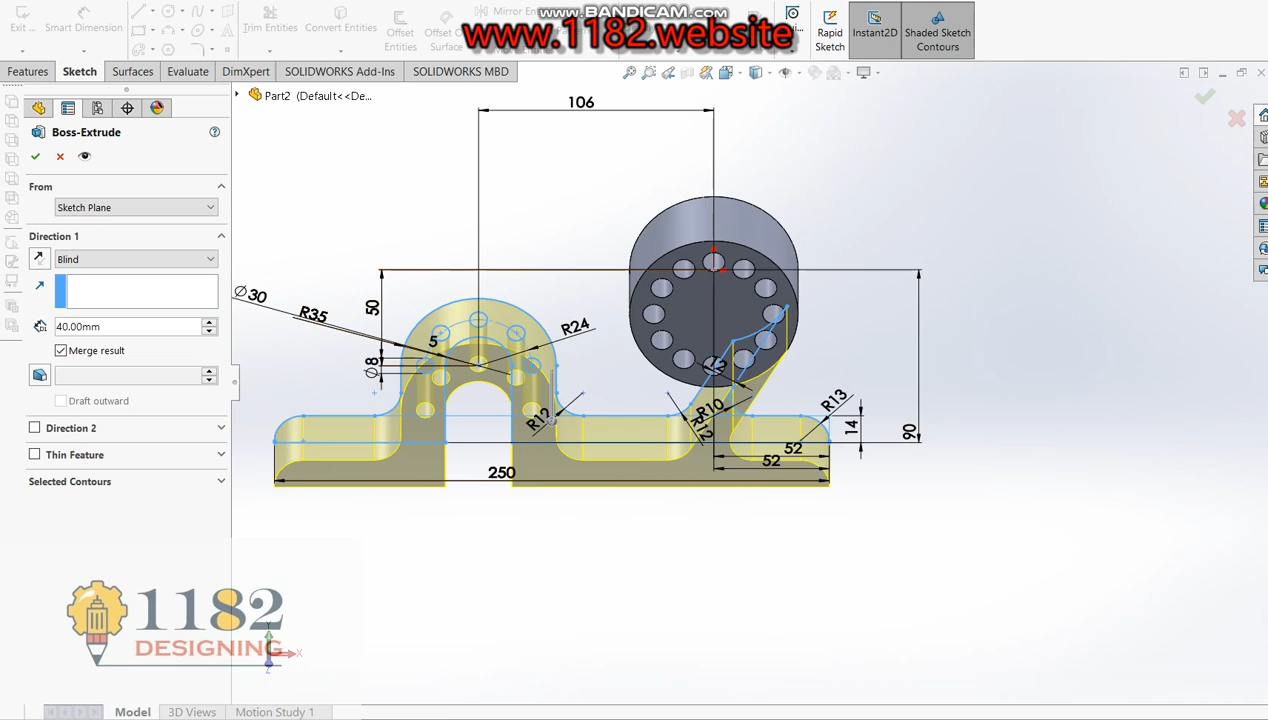 www.BANDICAM.com
www.1182.website
Exit ...
Smart Dimension
Trim Entities
Convert Entities
Offset
Entities
Offset
Surface
Mirror Entities
Rapid
Sketch
Instant2D
Shaded Sketch
Contours
Features
Sketch
Surfaces
Evaluate
DimXpert
SOLIDWORKS Add-Ins
SOLIDWORKS MBD
Part2 (Default<<De...
Boss-Extrude
From
Sketch Plane
Direction 1
Blind
40.00mm
Merge result
Draft outward
Direction 2
Thin Feature
Selected Contours
106
50
Ø30
R35
5
R24
Ø8
R12
12
R10
R12
R13
14
90
52
52
250
1182
DESIGNING
Y
X
Z
Model
3D Views
Motion Study 1